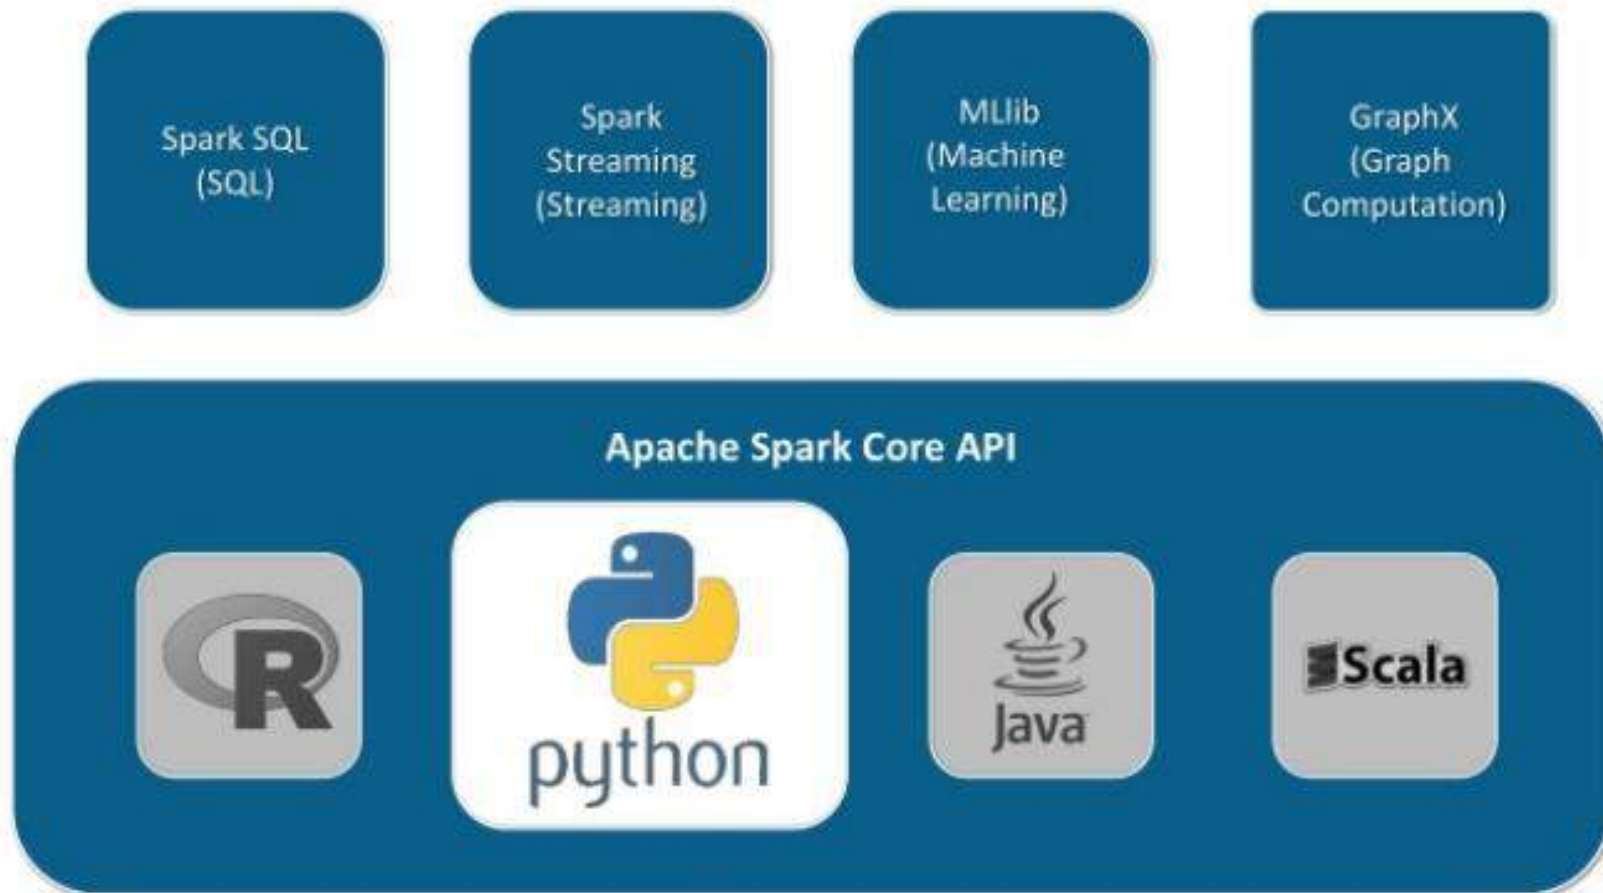 Spark SQL
(SQL)
Spark
Streaming
(Streaming)
MLlib
(Machine
Learning)
GraphX
(Graph
Computation)
Apache Spark Core API
R
python
Java
Scala